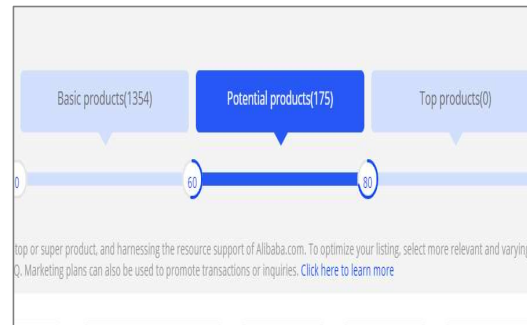 Basic products(1354)
Potential products(175)
Top products(0)
0
60
80
top or super product, and harnessing the resource support of Alibaba.com. To optimize your listing, select more relevant and varying
Q. Marketing plans can also be used to promote transactions or inquiries. Click here to learn more